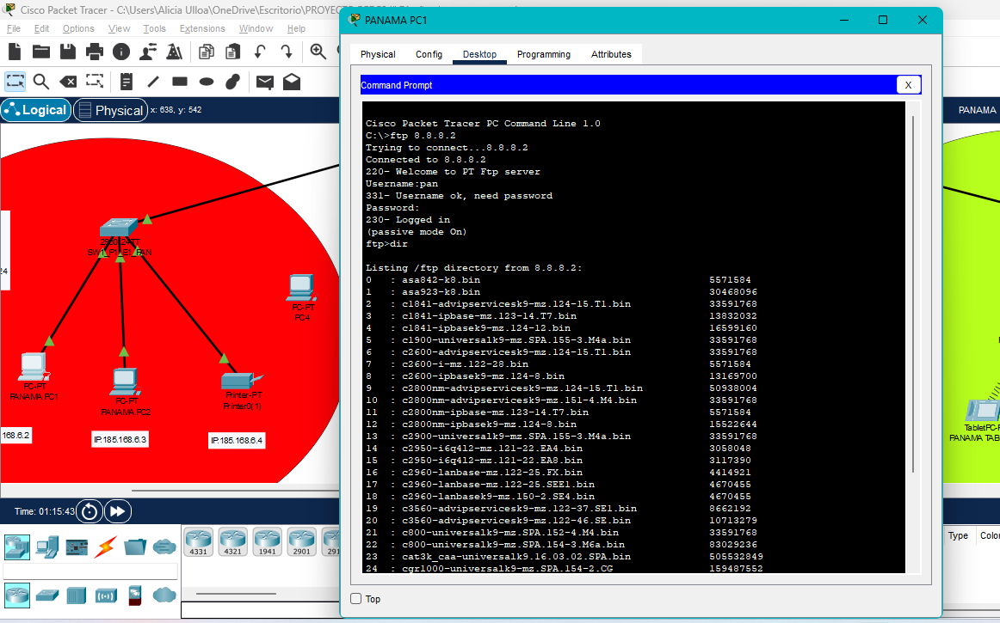 Cisco Packet Tracer - C:\Users\Alicia Ulloa\OneDrive\Escritorio\PROYECTO
File Edit Options View Tools Extensions Window Help
Logical Physical x: 638, y: 542
PANAMA
24
2960-24TT
SW1_P1_E1_PAN
PC-PT
PC4
PC-PT
PANAMA PC1
PC-PT
PANAMA PC2
Printer-PT
Printer0(1)
168.6.2
IP:185.168.6.3
IP:185.168.6.4
TabletPC-P
PANAMA TAB
Time: 01:15:43
4331 4321 1941 2901 291
Type Color
PANAMA PC1
Physical Config Desktop Programming Attributes
Command Prompt X
Cisco Packet Tracer PC Command Line 1.0
C:\>ftp 8.8.8.2
Trying to connect...8.8.8.2
Connected to 8.8.8.2
220- Welcome to PT Ftp server
Username:pan
331- Username ok, need password
Password:
230- Logged in
(passive mode On)
ftp>dir
Listing /ftp directory from 8.8.8.2:
0 : asa842-k8.bin 5571584
1 : asa923-k8.bin 30468096
2 : c1841-advipservicesk9-mz.124-15.T1.bin 33591768
3 : c1841-ipbase-mz.123-14.T7.bin 13832032
4 : c1841-ipbasek9-mz.124-12.bin 16599160
5 : c1900-universalk9-mz.SPA.155-3.M4a.bin 33591768
6 : c2600-advipservicesk9-mz.124-15.T1.bin 33591768
7 : c2600-i-mz.122-28.bin 5571584
8 : c2600-ipbasek9-mz.124-8.bin 13169700
9 : c2800nm-advipservicesk9-mz.124-15.T1.bin 50938004
10 : c2800nm-advipservicesk9-mz.151-4.M4.bin 33591768
11 : c2800nm-ipbase-mz.123-14.T7.bin 5571584
12 : c2800nm-ipbasek9-mz.124-8.bin 15522644
13 : c2900-universalk9-mz.SPA.155-3.M4a.bin 33591768
14 : c2950-i6q4l2-mz.121-22.EA4.bin 3058048
15 : c2950-i6q4l2-mz.121-22.EA8.bin 3117390
16 : c2960-lanbase-mz.122-25.FX.bin 4414921
17 : c2960-lanbase-mz.122-25.SEE1.bin 4670455
18 : c2960-lanbasek9-mz.150-2.SE4.bin 4670455
19 : c3560-advipservicesk9-mz.122-37.SE1.bin 8662192
20 : c3560-advipservicesk9-mz.122-46.SE.bin 10713279
21 : c800-universalk9-mz.SPA.152-4.M4.bin 33591768
22 : c800-universalk9-mz.SPA.154-3.M6a.bin 83029236
23 : cat3k_caa-universalk9.16.03.02.SPA.bin 505532849
24 : cgr1000-universalk9-mz.SPA.154-2.CG 159487552
Top